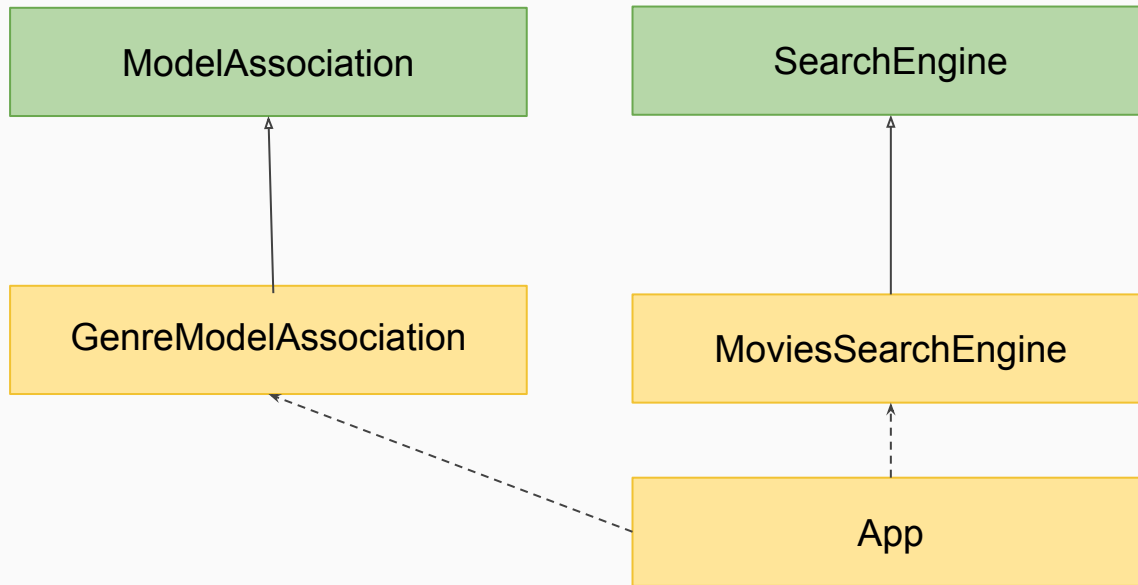 ModelAssociation
SearchEngine
GenreModelAssociation
MoviesSearchEngine
App